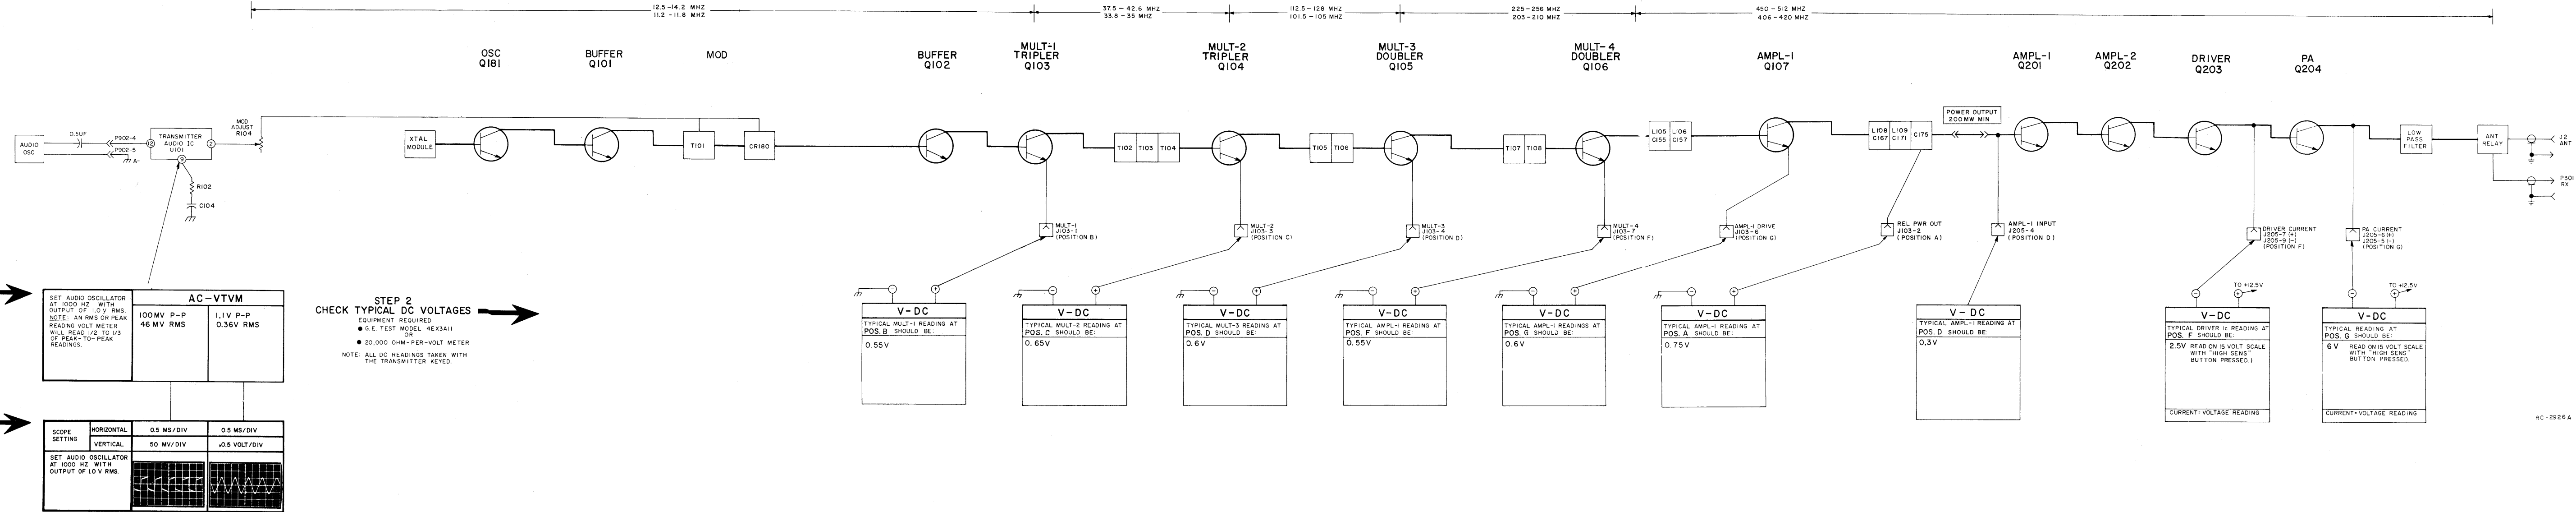 12.5-14.2 MHZ
11.2-11.8 MHZ
37.5-42.6 MHZ
33.8-35 MHZ
112.5-128 MHZ
101.5-105 MHZ
225-256 MHZ
203-210 MHZ
450-512 MHZ
406-420 MHZ
OSC
Q181
BUFFER
Q101
MOD
BUFFER
Q102
MULT-1
TRIPLER
Q103
MULT-2
TRIPLER
Q104
MULT-3
DOUBLER
Q105
MULT-4
DOUBLER
Q106
AMPL-1
Q107
AMPL-1
Q201
AMPL-2
Q202
DRIVER
Q203
PA
Q204
AUDIO
OSC
0.5UF
P902-4
P902-5
A-
12
TRANSMITTER
AUDIO IC
U101
2
9
MOD
ADJUST
R104
R102
C104
XTAL
MODULE
T101
CR180
T102
T103
T104
T105
T106
T107
T108
L105
C155
L106
C157
L108
C167
L109
C171
C175
POWER OUTPUT
200 MW MIN
LOW
PASS
FILTER
ANT
RELAY
J2
ANT
P301
RX
MULT-1
J103-1
(POSITION B)
MULT-2
J103-3
(POSITION C)
MULT-3
J103-4
(POSITION D)
MULT-4
J103-7
(POSITION F)
AMPL-1 DRIVE
J103-6
(POSITION G)
REL PWR OUT
J103-2
(POSITION A)
AMPL-1 INPUT
J205-4
(POSITION D)
DRIVER CURRENT
J205-7 (+)
J205-9 (-)
(POSITION F)
PA CURRENT
J205-6 (+)
J205-5 (-)
(POSITION G)
SET AUDIO OSCILLATOR
AT 1000 HZ WITH
OUTPUT OF 1.0 V RMS.
NOTE: AN RMS OR PEAK
READING VOLT METER
WILL READ 1/2 TO 1/3
OF PEAK-TO-PEAK
READINGS.
AC-VTVM
100MV P-P
46 MV RMS
1.1V P-P
0.36V RMS
STEP 2
CHECK TYPICAL DC VOLTAGES
EQUIPMENT REQUIRED
● G.E. TEST MODEL 4EX3A11
OR
● 20,000 OHM-PER-VOLT METER
NOTE: ALL DC READINGS TAKEN WITH
THE TRANSMITTER KEYED.
V-DC
TYPICAL MULT-1 READING AT
POS. B SHOULD BE:
0.55V
V-DC
TYPICAL MULT-2 READING AT
POS. C SHOULD BE:
0.65V
V-DC
TYPICAL MULT-3 READING AT
POS. D SHOULD BE:
0.6V
V-DC
TYPICAL AMPL-1 READING AT
POS. F SHOULD BE:
0.55V
V-DC
TYPICAL AMPL-1 READINGS AT
POS. G SHOULD BE:
0.6V
V-DC
TYPICAL AMPL-1 READING AT
POS. A SHOULD BE:
0.75V
V-DC
TYPICAL AMPL-1 READING AT
POS. D SHOULD BE:
0.3V
TO +12.5V
V-DC
TYPICAL DRIVER Ic READING AT
POS. F SHOULD BE:
2.5V READ ON 15 VOLT SCALE
WITH "HIGH SENS"
BUTTON PRESSED.)
CURRENT= VOLTAGE READING
TO +12.5V
V-DC
TYPICAL READING AT
POS. G SHOULD BE:
6V READ ON 15 VOLT SCALE
WITH "HIGH SENS"
BUTTON PRESSED.
CURRENT= VOLTAGE READING
SCOPE
SETTING
HORIZONTAL
0.5 MS/DIV
0.5 MS/DIV
VERTICAL
50 MV/DIV
.0.5 VOLT/DIV
SET AUDIO OSCILLATOR
AT 1000 HZ WITH
OUTPUT OF 1.0 V RMS.
RC-2926A